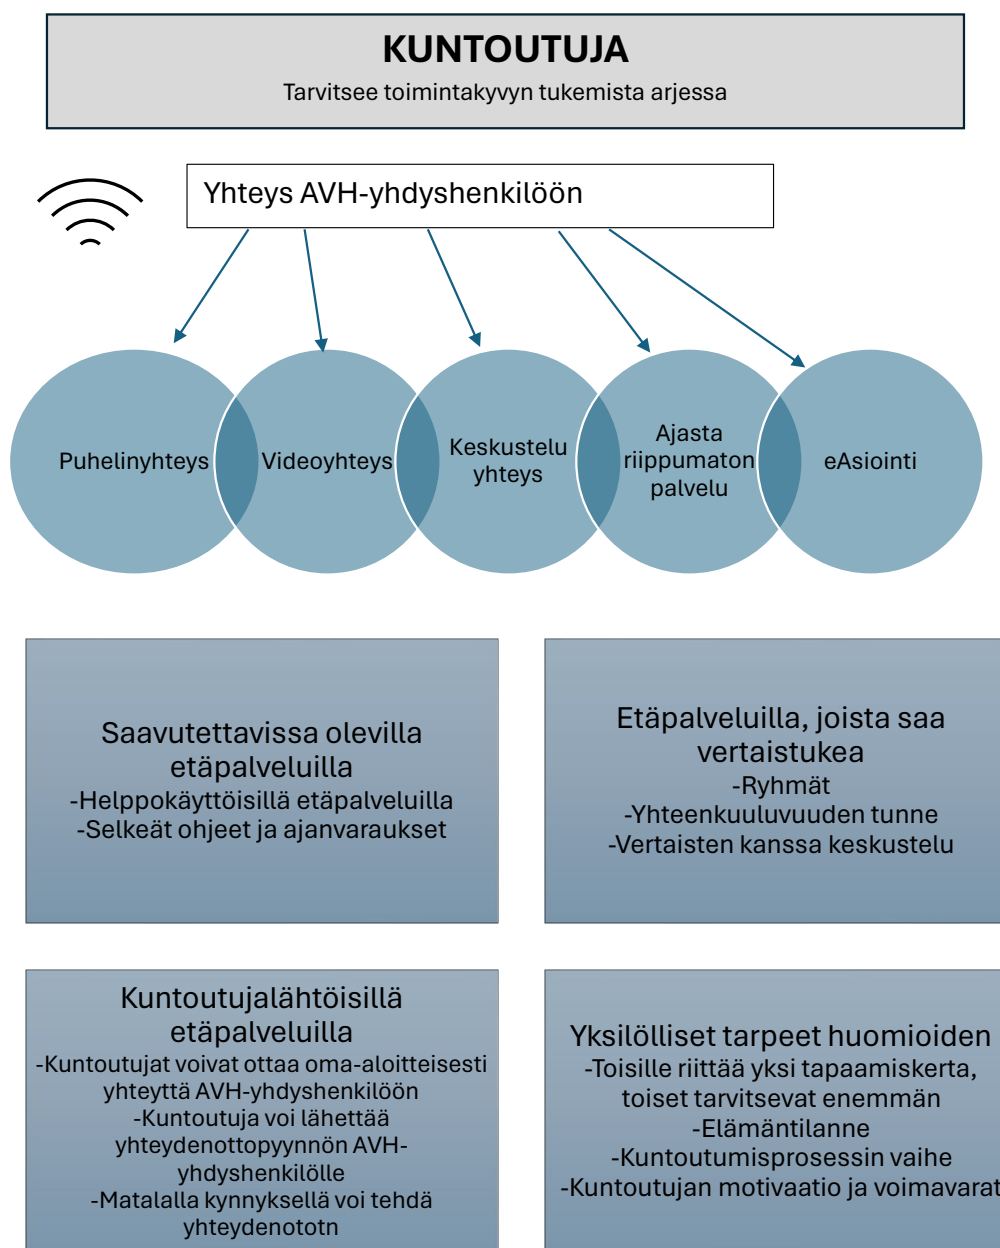 KUNTOUTUJA
Tarvitsee toimintakyvyn tukemista arjessa
Yhteys AVH-yhdyshenkilöön
Puhelinyhteys
Videoyhteys
Keskustelu
yhteys
Ajasta
riippumaton
palvelu
eAsiointi
Saavutettavissa olevilla
etäpalveluilla
-Helppokäyttöisillä etäpalveluilla
-Selkeät ohjeet ja ajanvaraukset
Etäpalveluilla, joista saa
vertaistukea
-Ryhmät
-Yhteenkuuluvuuden tunne
-Vertaisten kanssa keskustelu
Kuntoutujalähtöisillä
etäpalveluilla
-Kuntoutujat voivat ottaa oma-aloitteisesti
yhteyttä AVH-yhdyshenkilöön
-Kuntoutuja voi lähettää
yhteydenottopyynnön AVH-
yhdyshenkilölle
-Matalalla kynnyksellä voi tehdä
yhteydenototn
Yksilölliset tarpeet huomioiden
-Toisille riittää yksi tapaamiskerta,
toiset tarvitsevat enemmän
-Elämäntilanne
-Kuntoutumisprosessin vaihe
-Kuntoutujan motivaatio ja voimavarat